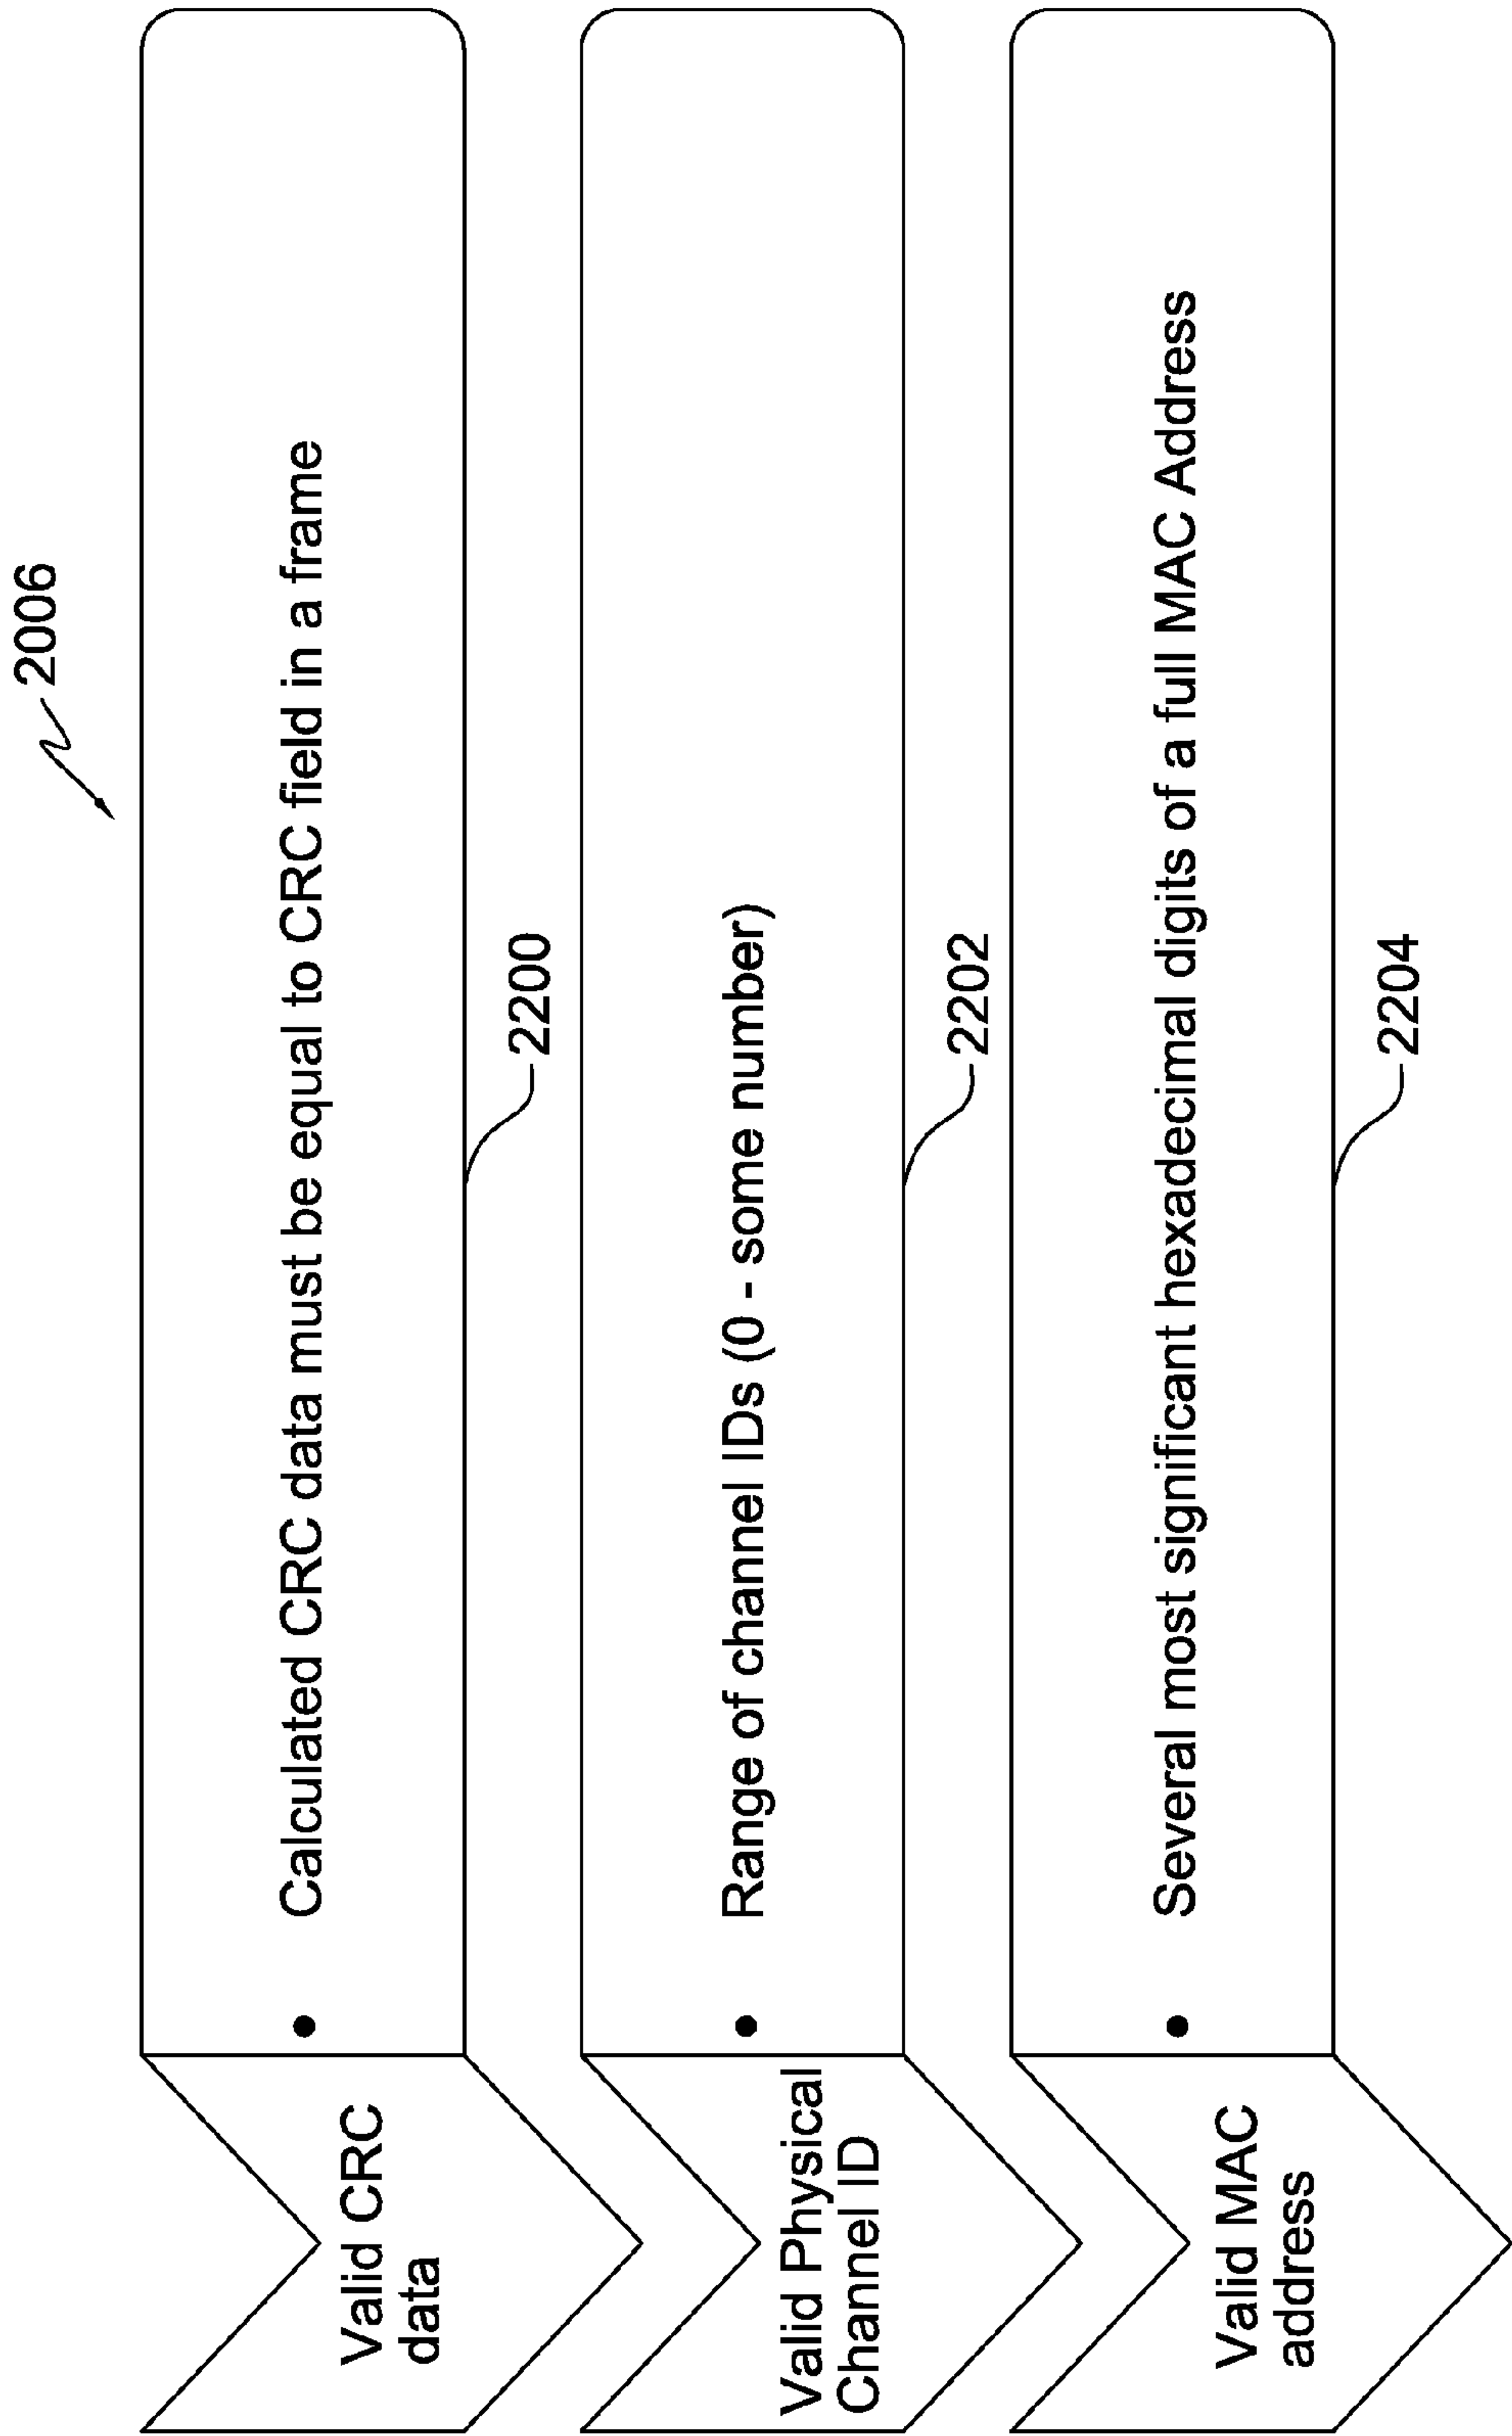 2006
Valid CRC
data
• Calculated CRC data must be equal to CRC field in a frame
2200
Valid Physical
Channel ID
• Range of channel IDs (0 - some number)
2202
Valid MAC
address
• Several most significant hexadecimal digits of a full MAC Address
2204